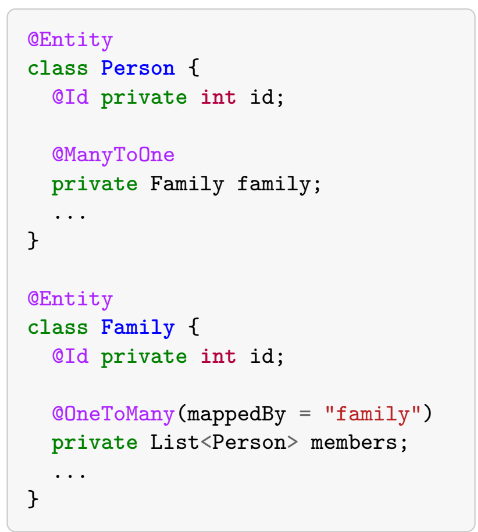 @Entity
class Person {
  @Id private int id;

  @ManyToOne
  private Family family;
  ...
}

@Entity
class Family {
  @Id private int id;

  @OneToMany(mappedBy = "family")
  private List<Person> members;
  ...
}